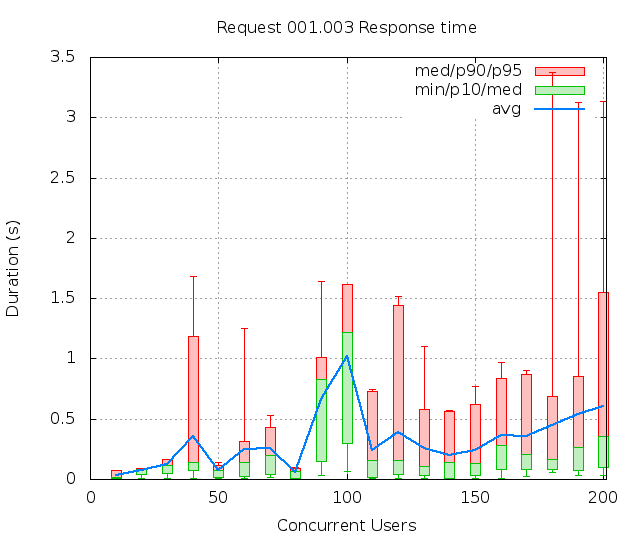 Request 001.003 Response time
med/p90/p95
min/p10/med
avg
Duration (s)
3.5
3
2.5
2
1.5
1
0.5
0
0 50 100 150 200
Concurrent Users